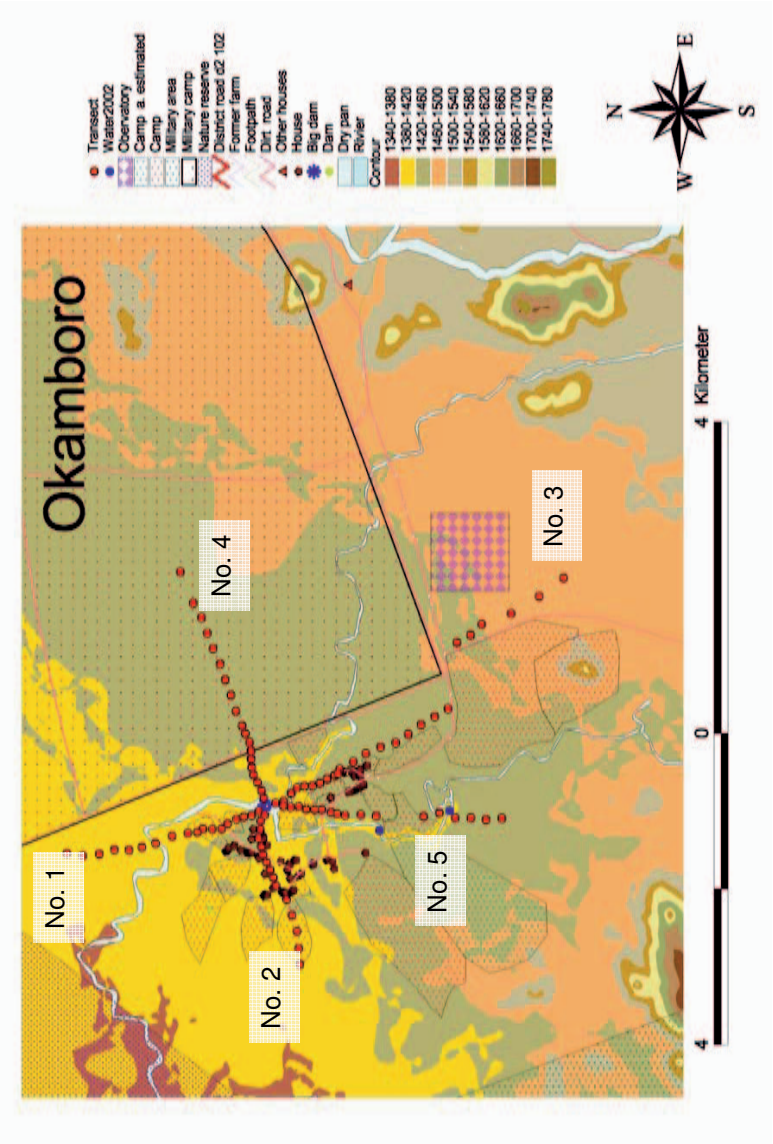 Okamboro
No. 1
No. 2
No. 3
No. 4
No. 5
Transect
Water2002
Obervatory
Camp a. estimated
Camp
Military area
Military camp
Nature reserve
District road d2 102
Former farm
Footpath
Dirt road
Other houses
House
Big dam
Dam
Dry pan
Rivier
Contour
1340-1380
1380-1420
1420-1460
1460-1500
1500-1540
1540-1580
1580-1620
1620-1660
1660-1700
1700-1740
1740-1780
N
W E
S
4 0 4 Kilometer